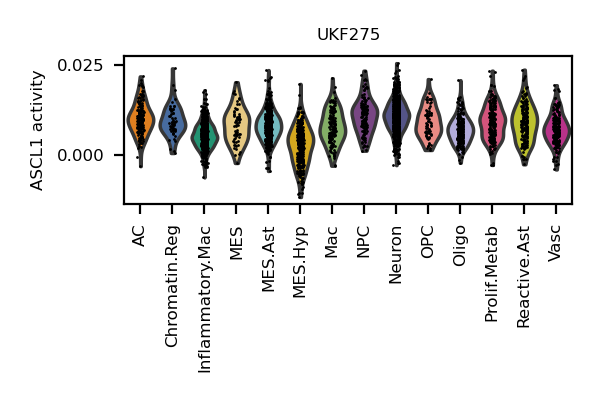 UKF275
ASCL1 activity
0.025
0.000
AC
Chromatin.Reg
Inflammatory.Mac
MES
MES.Ast
MES.Hyp
Mac
NPC
Neuron
OPC
Oligo
Prolif.Metab
Reactive.Ast
Vasc